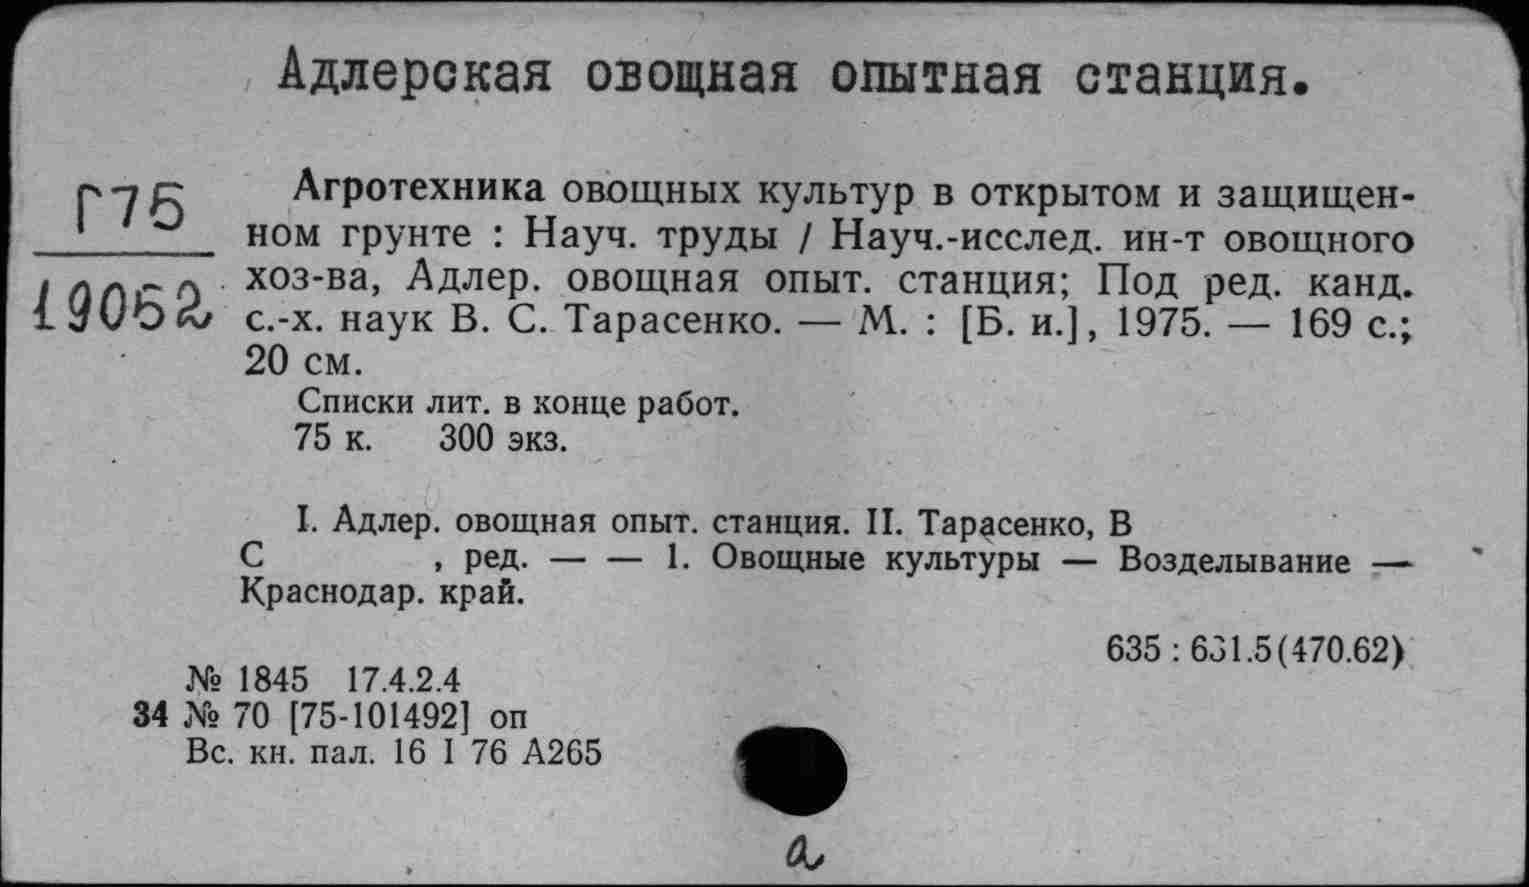 Адлерская овощная опытная станция.
Г75
19052
Агротехника овощных культур в открытом и защищен-
ном грунте : Науч. труды / Науч.-исслед. ин-т овощного
хоз-ва, Адлер. овощная опыт. станция; Под ред. канд.
с.-х. наук В. С. Тарасенко. — М. : [Б. и.], 1975. — 169 с.;
20 см.
Списки лит. в конце работ.
75 к. 300 экз.
I. Адлер. овощная опыт. станция. II. Тарасенко, В
С , ред. — — 1. Овощные культуры — Возделывание —
Краснодар. край.
635 : 631.5(470.62)
№ 1845 17.4.2.4
34 № 70 [75-101492] оп
Вс. кн. пал. 16 I 76 А265
а